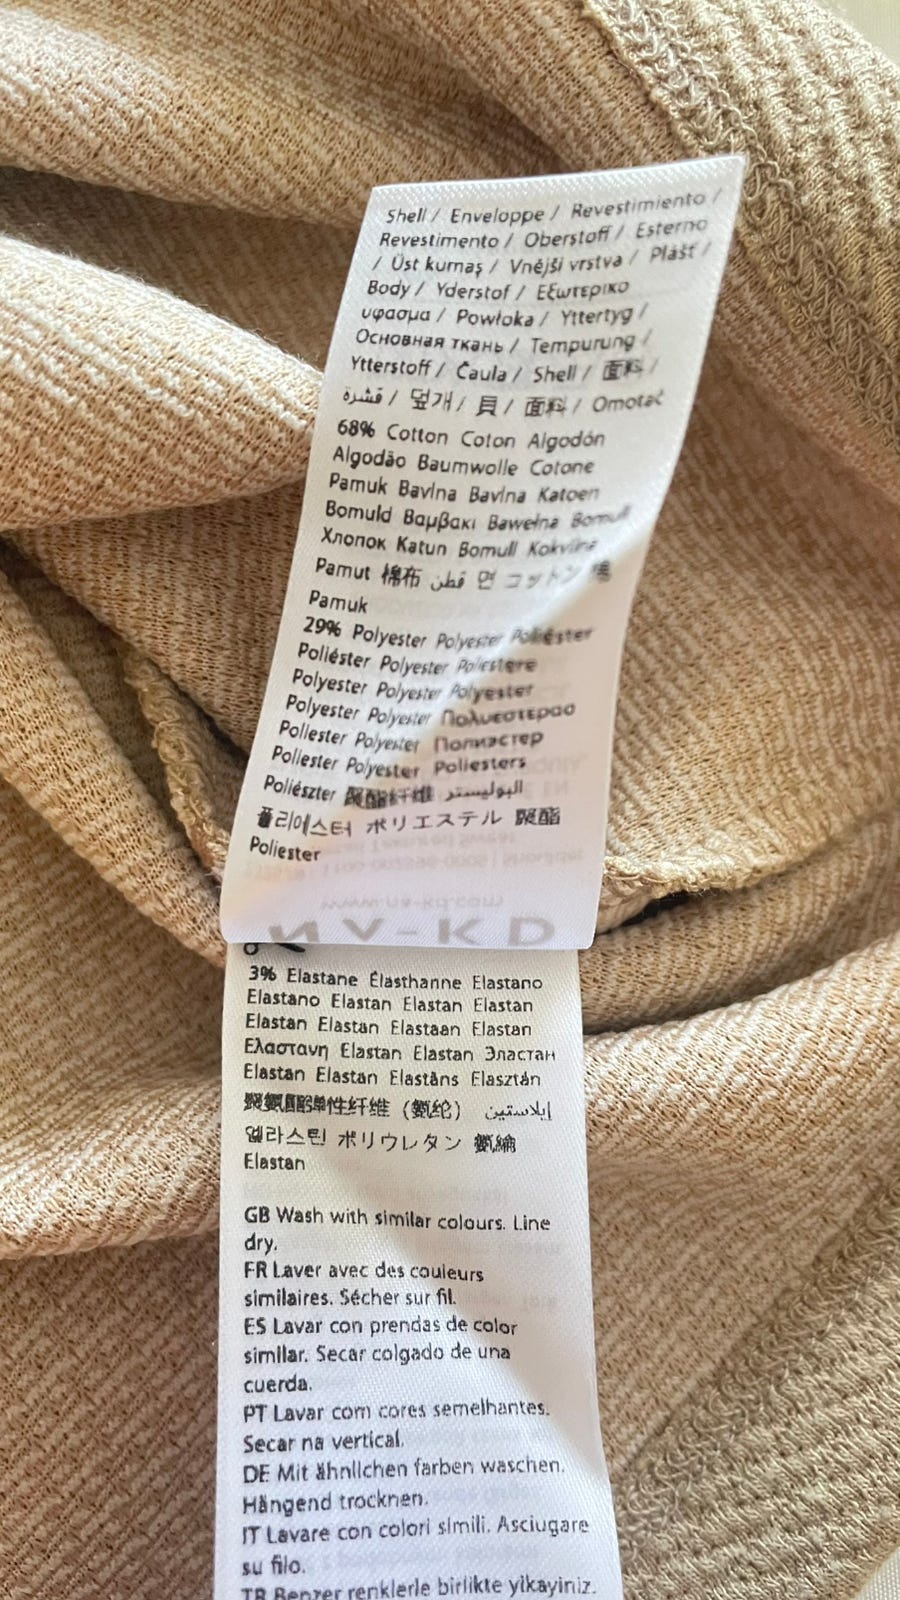 Shell / Enveloppe / Revestimiento /
Revestimento / Oberstoff / Esterno
/ Üst kumaş / Vnější vrstva / Plášť /
Body / Yderstof / Εξωτερικο
υφασμα / Powłoka / Yttertyg /
Основная ткань / Tempurung /
Ytterstoff / Čaula / Shell / 面料 /
قشرة / 덮개 / 貝 / 面料 / Omotač
68% Cotton Coton Algodón
Algodão Baumwolle Cotone
Pamuk Bavlna Bavlna Katoen
Bomuld Βαμβακι Bawełna Bomull
Хлопок Katun Bomull Kokvilna
Pamut 棉布 قطن 면 コットン
Pamuk
29% Polyester Polyester Poliéster
Poliéster Polyester Poliestere
Polyester Polyester Polyester
Polyester Polyester Πολυεστερας
Poliester Polyester Полиэстер
Poliester Polyester Poliesters
Poliészter 聚酯纤维 البوليستر
폴리에스터 ポリエステル 聚酯
Poliester
3% Elastane Élasthanne Elastano
Elastano Elastan Elastan Elastan
Elastan Elastan Elastaan Elastan
Ελαστανη Elastan Elastan Эластан
Elastan Elastan Elastāns Elasztán
聚氨酯弹性纤维（氨纶） إيلاستين
엘라스틴 ポリウレタン 氨綸
Elastan
GB Wash with similar colours. Line
dry.
FR Laver avec des couleurs
similaires. Sécher sur fil.
ES Lavar con prendas de color
similar. Secar colgado de una
cuerda.
PT Lavar com cores semelhantes.
Secar na vertical.
DE Mit ähnlichen farben waschen.
Hängend trocknen.
IT Lavare con colori simili. Asciugare
su filo.
TR Benzer renklerle birlikte yikayiniz.